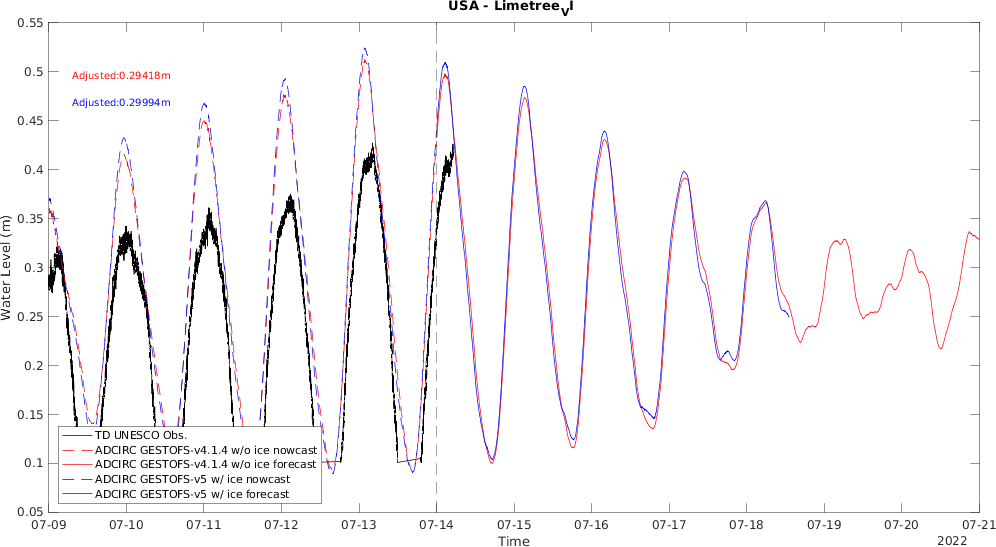 USA - Limetree_VI
0.55
0.5
0.45
0.4
0.35
0.3
0.25
0.2
0.15
0.1
0.05
Water Level (m)
Adjusted:0.29418m
Adjusted:0.29994m
TD UNESCO Obs.
ADCIRC GESTOFS-v4.1.4 w/o ice nowcast
ADCIRC GESTOFS-v4.1.4 w/o ice forecast
ADCIRC GESTOFS-v5 w/ ice nowcast
ADCIRC GESTOFS-v5 w/ ice forecast
07-09 07-10 07-11 07-12 07-13 07-14 07-15 07-16 07-17 07-18 07-19 07-20 07-21
Time
2022